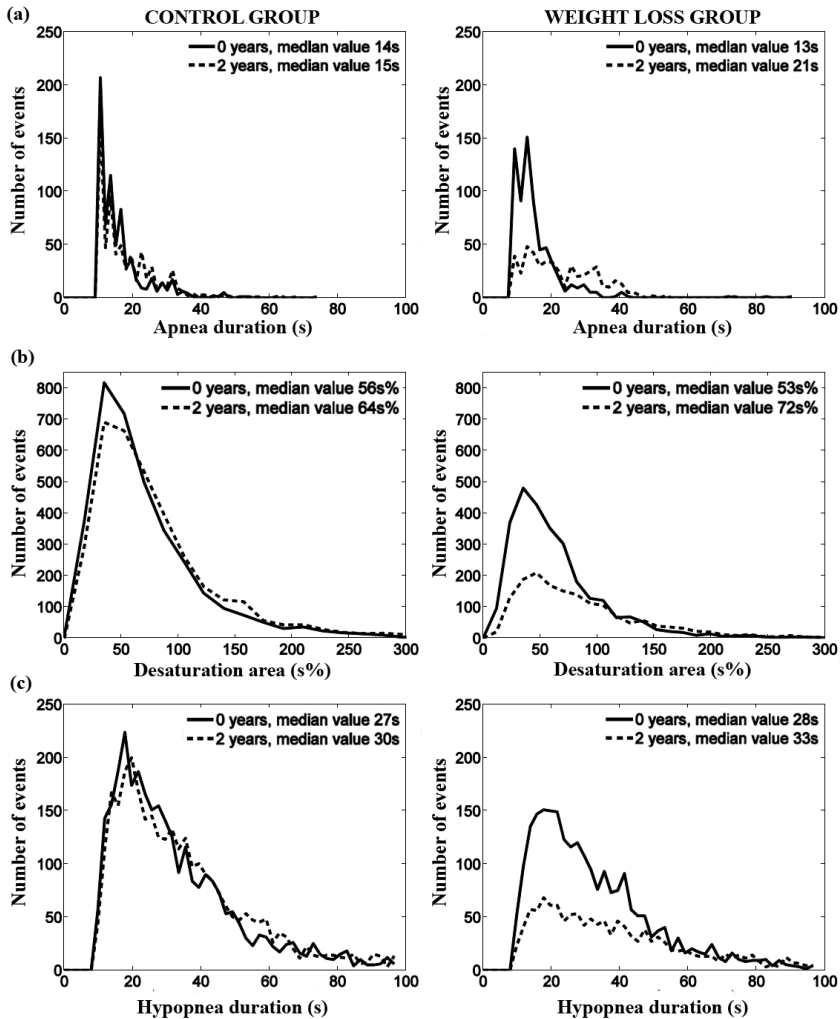 (a)
CONTROL GROUP
WEIGHT LOSS GROUP
250
200
150
100
50
0
Number of events
0 years, median value 14s
2 years, median value 15s
0 20 40 60 80 100
Apnea duration (s)
250
200
150
100
50
0
Number of events
0 years, median value 13s
2 years, median value 21s
0 20 40 60 80 100
Apnea duration (s)
(b)
800
700
600
500
400
300
200
100
0
Number of events
0 years, median value 56s%
2 years, median value 64s%
0 50 100 150 200 250 300
Desaturation area (s%)
800
700
600
500
400
300
200
100
0
Number of events
0 years, median value 53s%
2 years, median value 72s%
0 50 100 150 200 250 300
Desaturation area (s%)
(c)
250
200
150
100
50
0
Number of events
0 years, median value 27s
2 years, median value 30s
0 20 40 60 80 100
Hypopnea duration (s)
250
200
150
100
50
0
Number of events
0 years, median value 28s
2 years, median value 33s
0 20 40 60 80 100
Hypopnea duration (s)